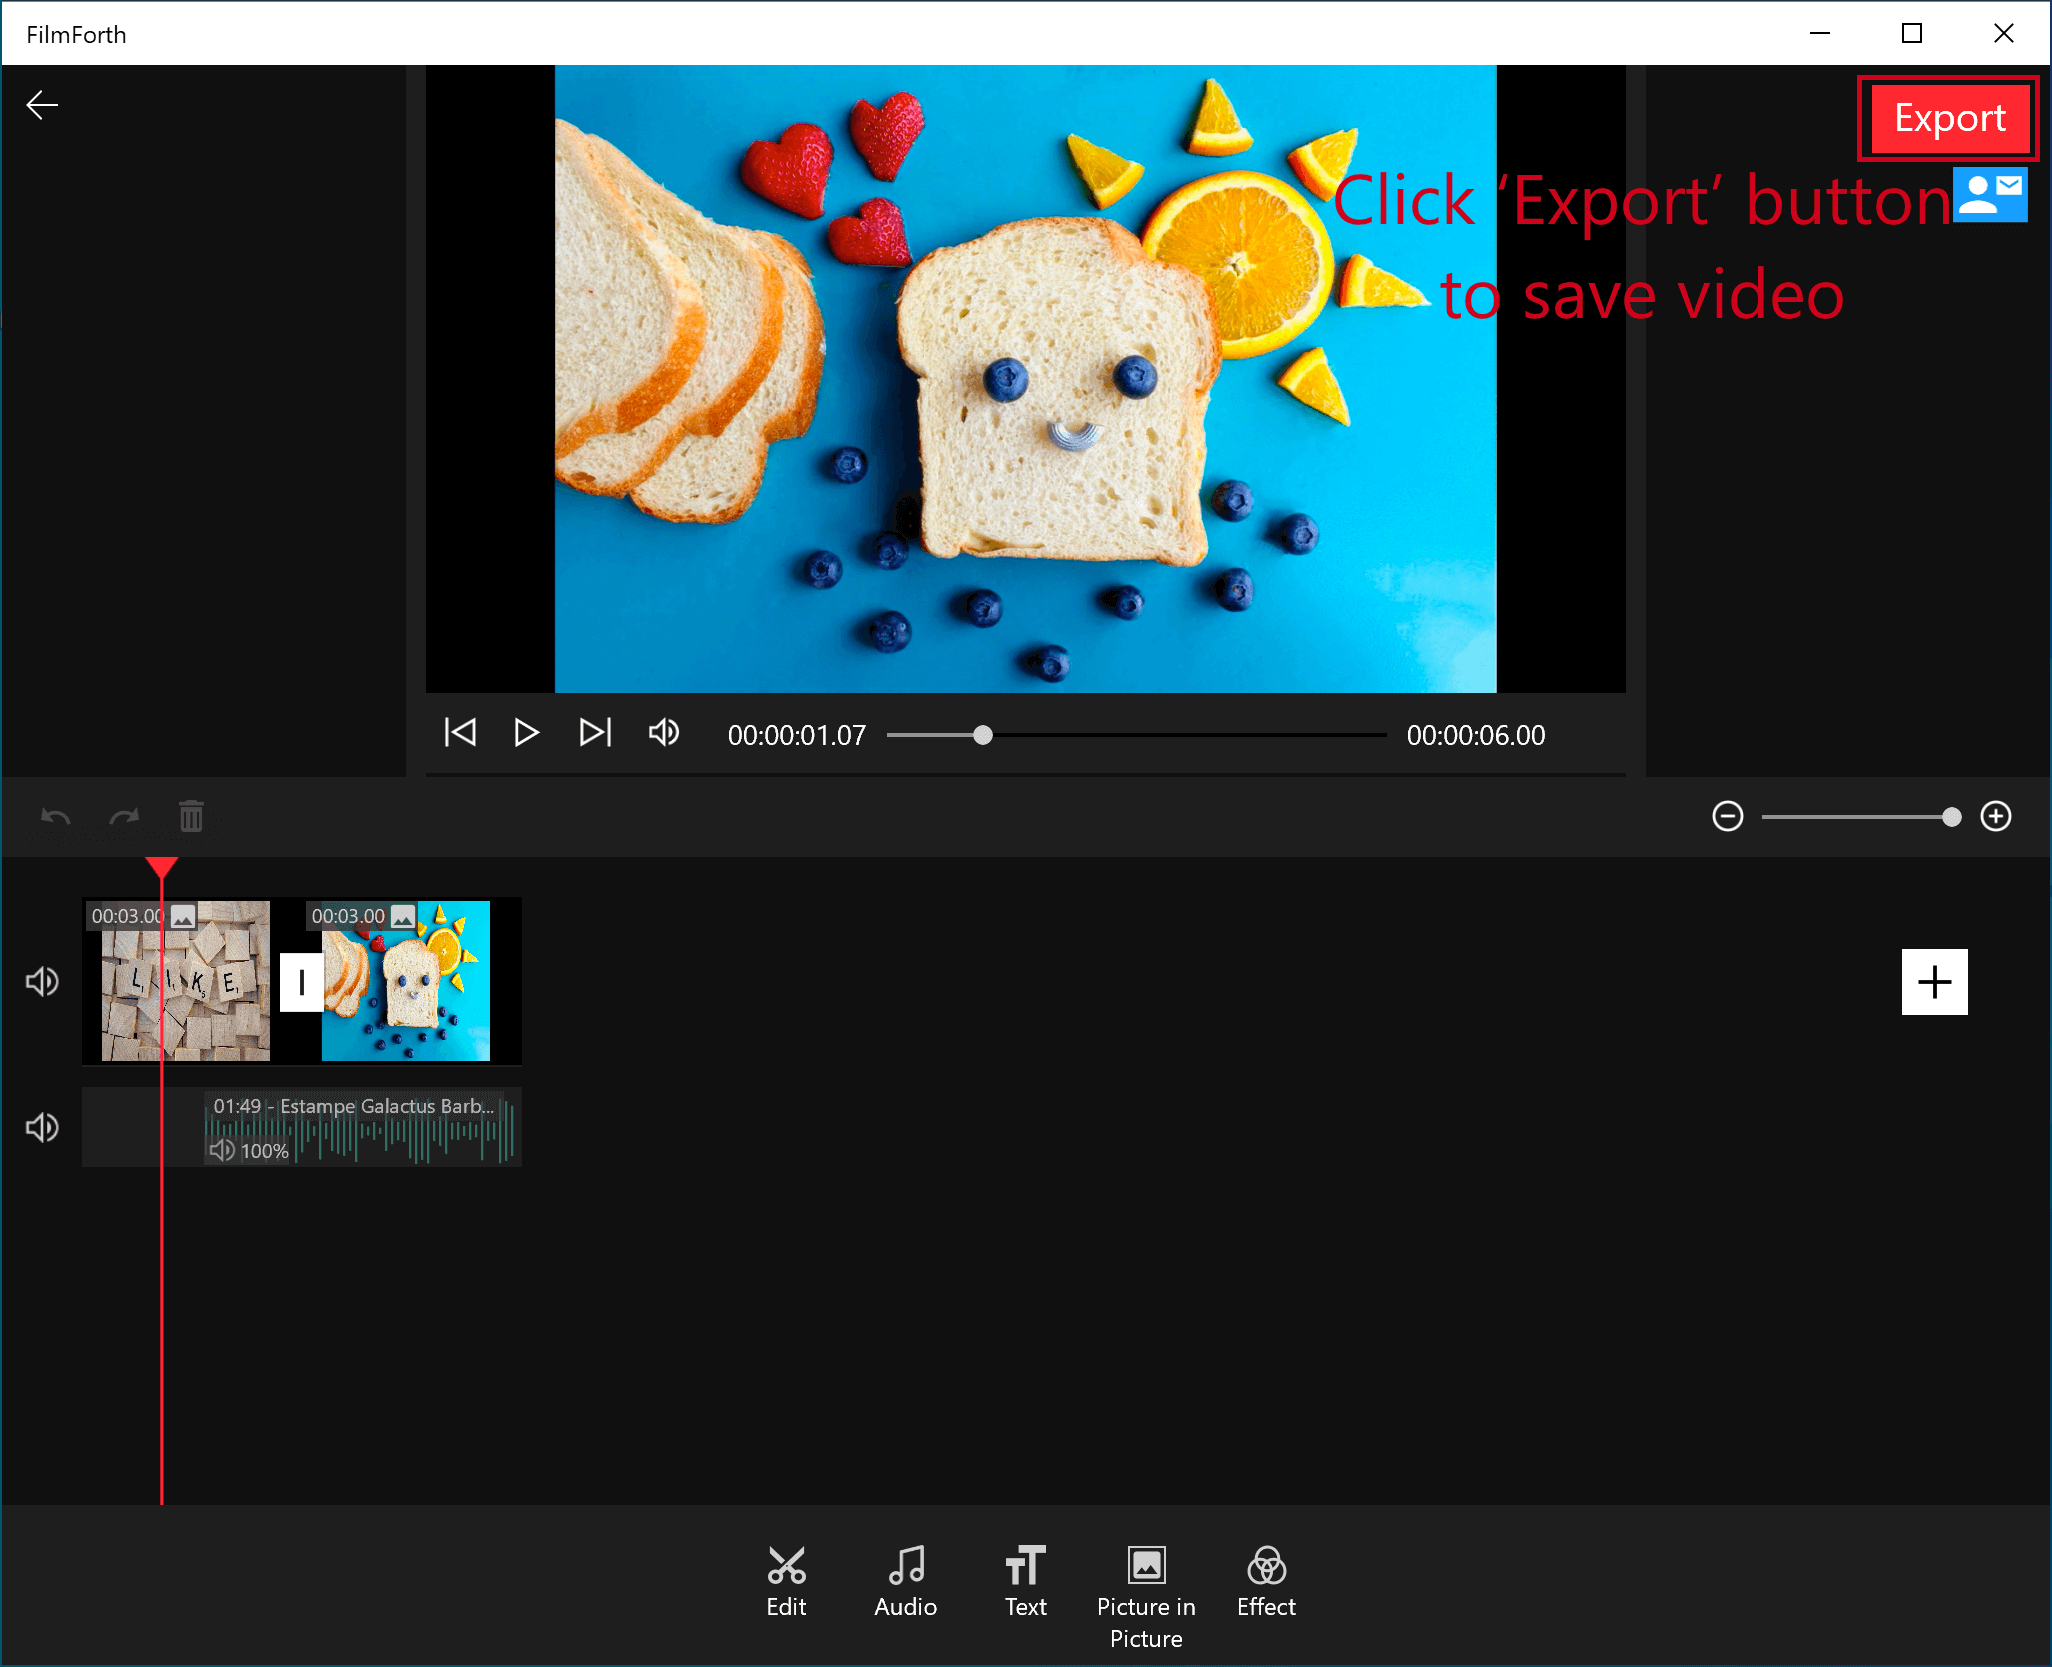 FilmForth
Export
Click ‘Export’ button
to save video
00:00:01.07
00:00:06.00
00:03.00
00:03.00
L I K E
01:49 - Estampe Galactus Barb...
100%
Edit
Audio
Text
Picture in
Picture
Effect